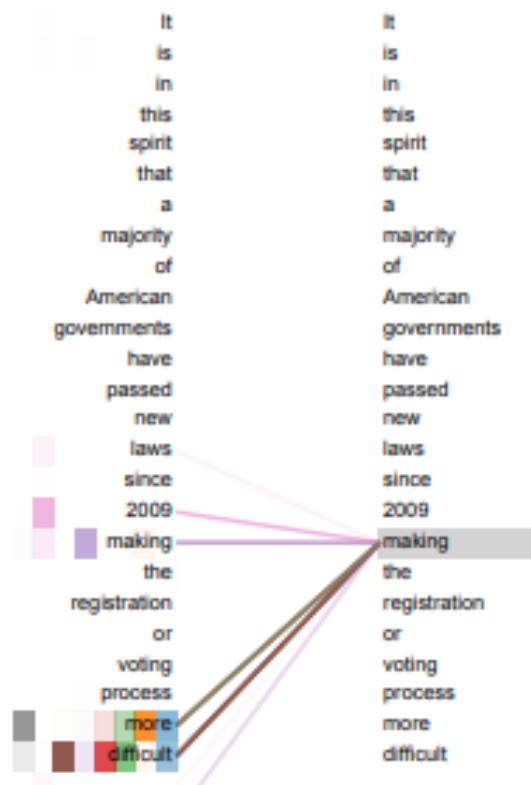 It It
is is
in in
this this
spirit spirit
that that
a a
majority majority
of of
American American
governments governments
have have
passed passed
new new
laws laws
since since
2009 2009
making making
the the
registration registration
or or
voting voting
process process
more more
difficult difficult